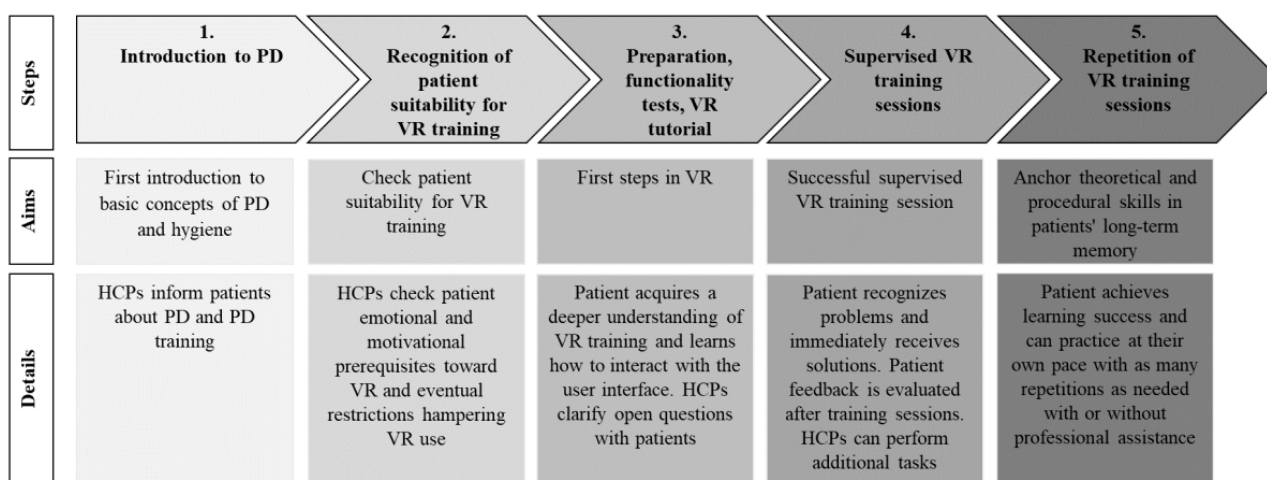 Steps
1.
Introduction to PD
2.
Recognition of
patient
suitability for
VR training
3.
Preparation,
functionality
tests, VR
tutorial
4.
Supervised VR
training
sessions
5.
Repetition of
VR training
sessions
Aims
First introduction to
basic concepts of PD
and hygiene
Check patient
suitability for VR
training
First steps in VR
Successful supervised
VR training session
Anchor theoretical and
procedural skills in
patients' long-term
memory
Details
HCPs inform patients
about PD and PD
training
HCPs check patient
emotional and
motivational
prerequisites toward
VR and eventual
restrictions hampering
VR use
Patient acquires a
deeper understanding of
VR training and learns
how to interact with the
user interface. HCPs
clarify open questions
with patients
Patient recognizes
problems and
immediately receives
solutions. Patient
feedback is evaluated
after training sessions.
HCPs can perform
additional tasks
Patient achieves
learning success and
can practice at their
own pace with as many
repetitions as needed
with or without
professional assistance